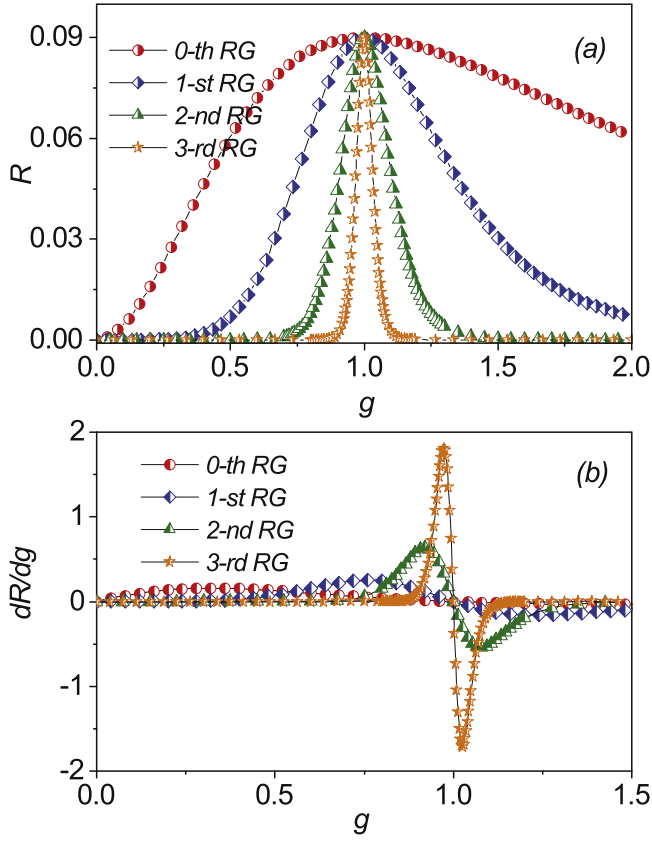 0.09
0.06
0.03
0.00
R
0-th RG
1-st RG
2-nd RG
3-rd RG
(a)
0.0 0.5 1.0 1.5 2.0
g
2
1
0
-1
-2
dR/dg
0-th RG
1-st RG
2-nd RG
3-rd RG
(b)
0.0 0.5 1.0 1.5
g